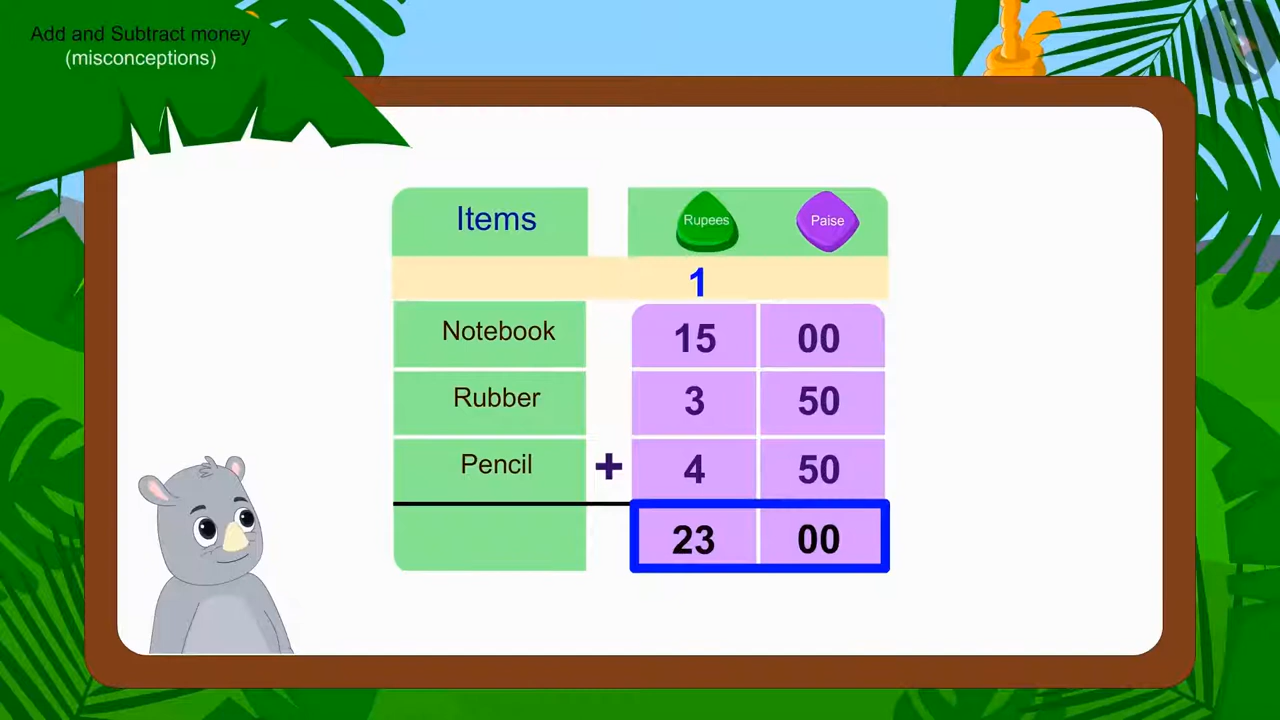 Add and Subtract money
(misconceptions)
Items Rupees Paise
1
Notebook 15 00
Rubber 3 50
Pencil + 4 50
23 00